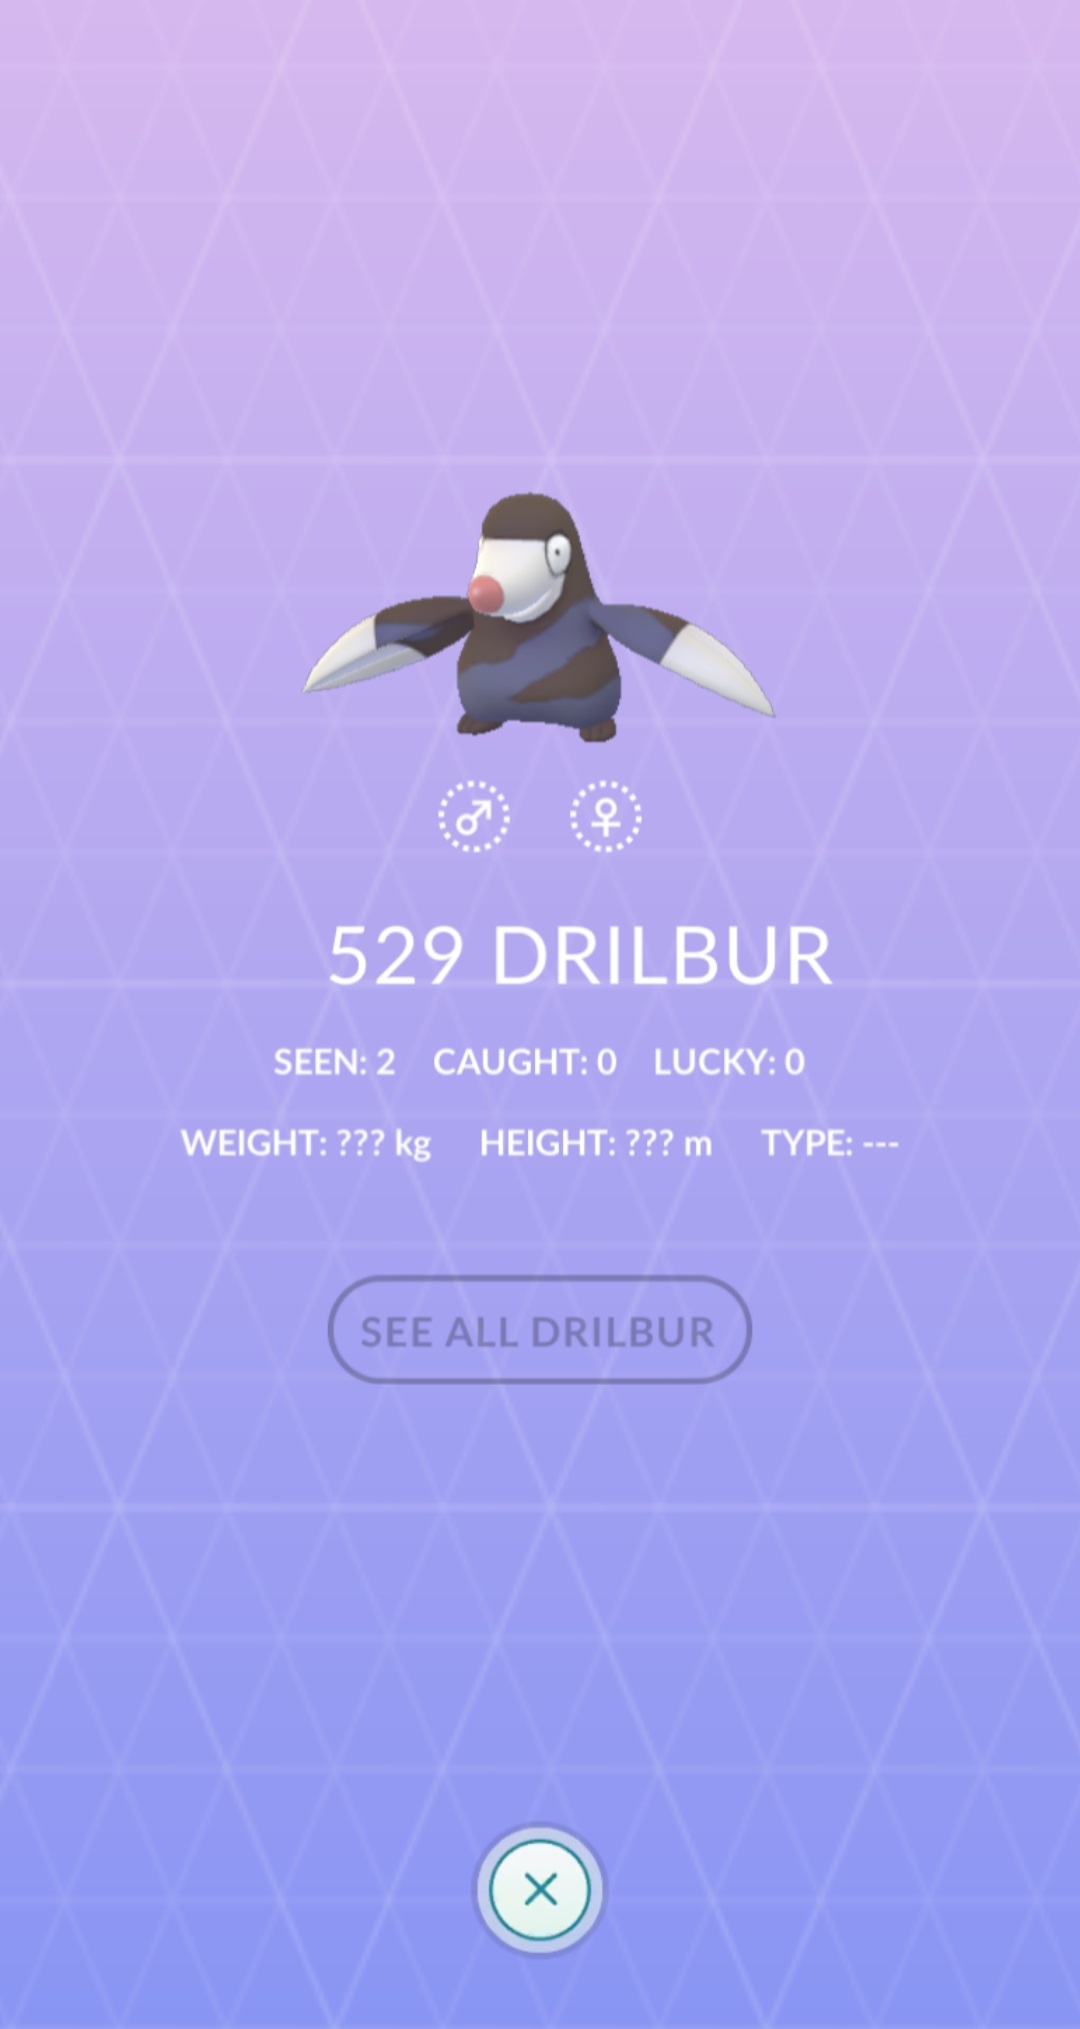 529 DRILBUR
SEEN: 2 CAUGHT: 0 LUCKY: 0
WEIGHT: ??? kg HEIGHT: ??? m TYPE: ---
SEE ALL DRILBUR